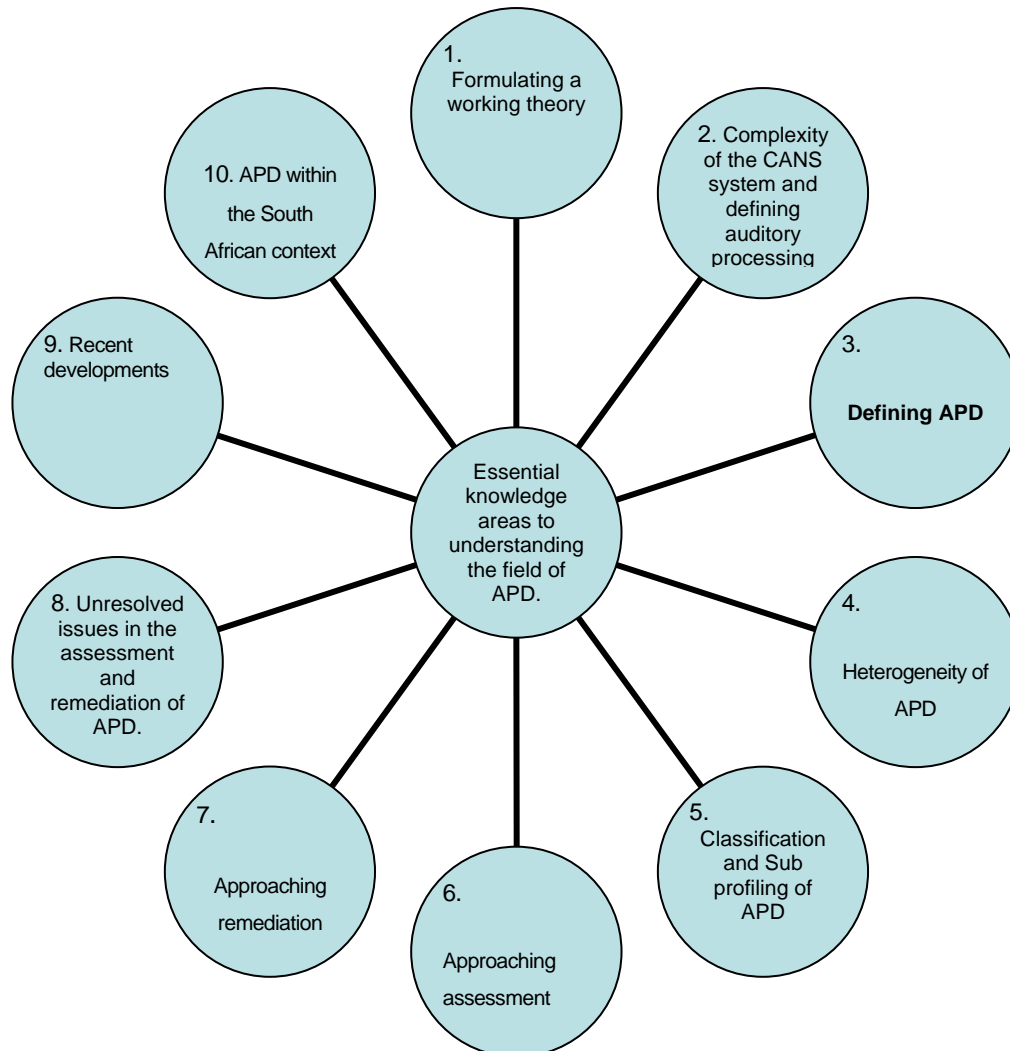 1.
Formulating a
working theory
2. Complexity
of the CANS
system and
defining
auditory
processing
3.
Defining APD
4.
Heterogeneity of
APD
5.
Classification
and Sub
profiling of
APD
6.
Approaching
assessment
7.
Approaching
remediation
8. Unresolved
issues in the
assessment
and
remediation of
APD.
9. Recent
developments
10. APD within
the South
African context
Essential
knowledge
areas to
understanding
the field of
APD.